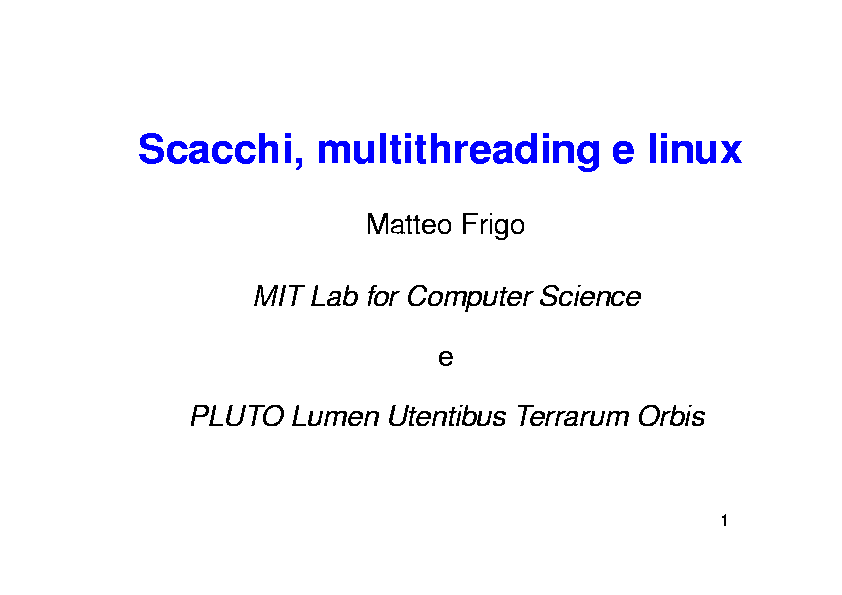 Scacchi, multithreading e linux
Matteo Frigo
MIT Lab for Computer Science
e
PLUTO Lumen Utentibus Terrarum Orbis
1